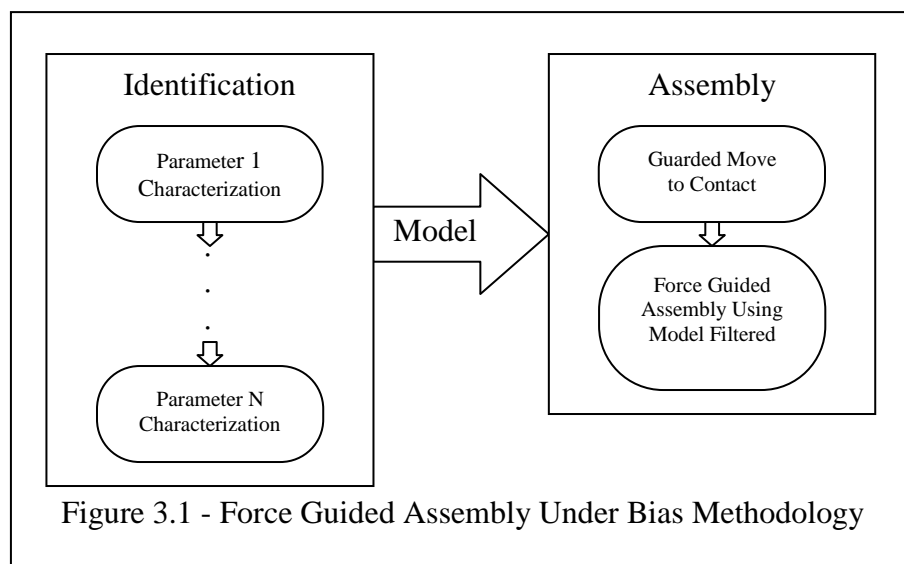 Identification
Parameter 1
Characterization
.
.
.
Parameter N
Characterization
Model
Assembly
Guarded Move
to Contact
Force Guided
Assembly Using
Model Filtered
Figure 3.1 - Force Guided Assembly Under Bias Methodology